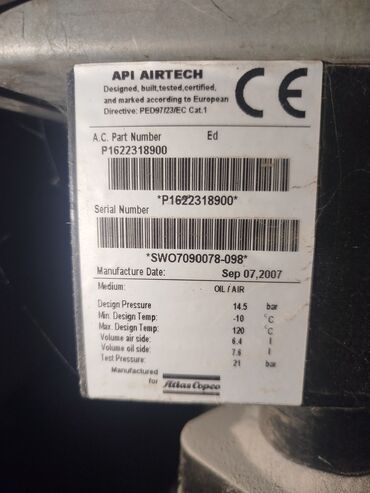 API AIRTECH
Designed, built,tested,certified,
and marked according to European
Directive: PED97/23/EC Cat.1
CE
A.C. Part Number Ed
P1622318900
*P1622318900*
Serial Number
*SWO7090078-098*
Manufacture Date: Sep 07,2007
Medium: OIL / AIR
Design Pressure 14.5 bar
Min. Design Temp: -10 °C
Max. Design Temp: 120 °C
Volume air side: 6.4 l
Volume oil side: 7.6 l
Test Pressure: 21 bar
Manufactured
for Atlas Copco